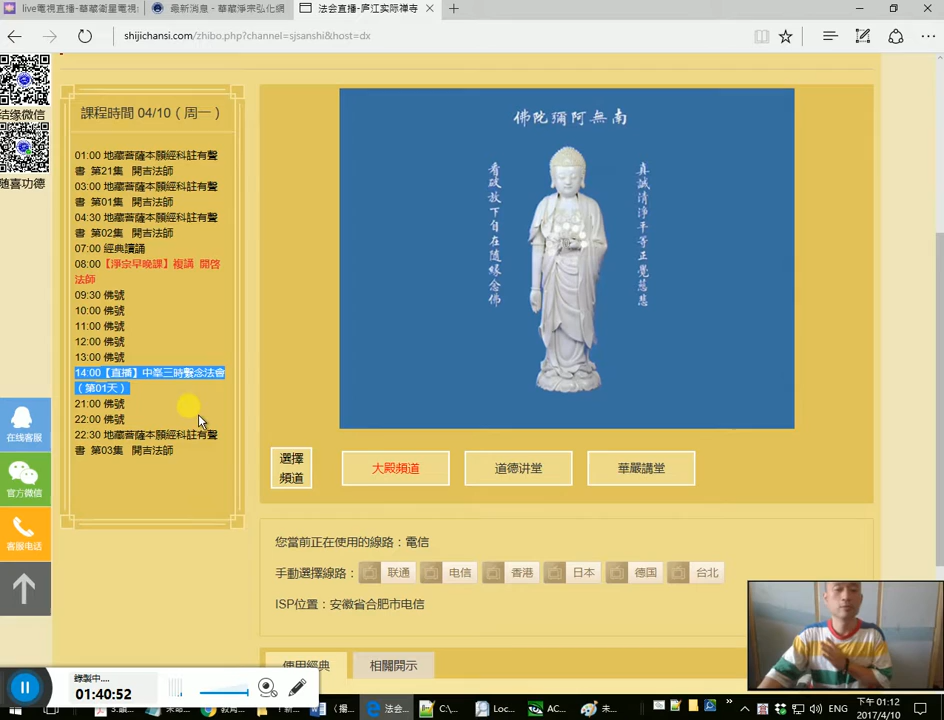 live電視直播-華藏衛星電視
最新消息 - 華藏淨宗弘化網
法会直播-庐江实际禅寺
shijichansi.com/zhibo.php?channel=sjsanshi&host=dx
结缘微信
随喜功德
課程時間 04/10（周一）
01:00 地藏菩薩本願經科註有聲
書 第21集 開吉法師
03:00 地藏菩薩本願經科註有聲
書 第01集 開吉法師
04:30 地藏菩薩本願經科註有聲
書 第02集 開吉法師
07:00 經典讀誦
08:00【淨宗早晚課】複講 開啓
法師
09:30 佛號
10:00 佛號
11:00 佛號
12:00 佛號
13:00 佛號
14:00【直播】中峯三時繫念法會
（第01天）
21:00 佛號
22:00 佛號
22:30 地藏菩薩本願經科註有聲
書 第03集 開吉法師
佛陀彌阿無南
真誠清淨平等正覺慈悲
看破放下自在隨緣念佛
选擇
頻道
大殿頻道
道德讲堂
華嚴講堂
您當前正在使用的線路：電信
手動選擇線路：
联通
电信
香港
日本
德国
台北
ISP位置：安徽省合肥市电信
使用經典
相關開示
在线客服
官方微信
客服电话
錄製中...
01:40:52
法会...
C:\...
Loc...
AC...
未...
ENG
下午 01:12
2017/4/10